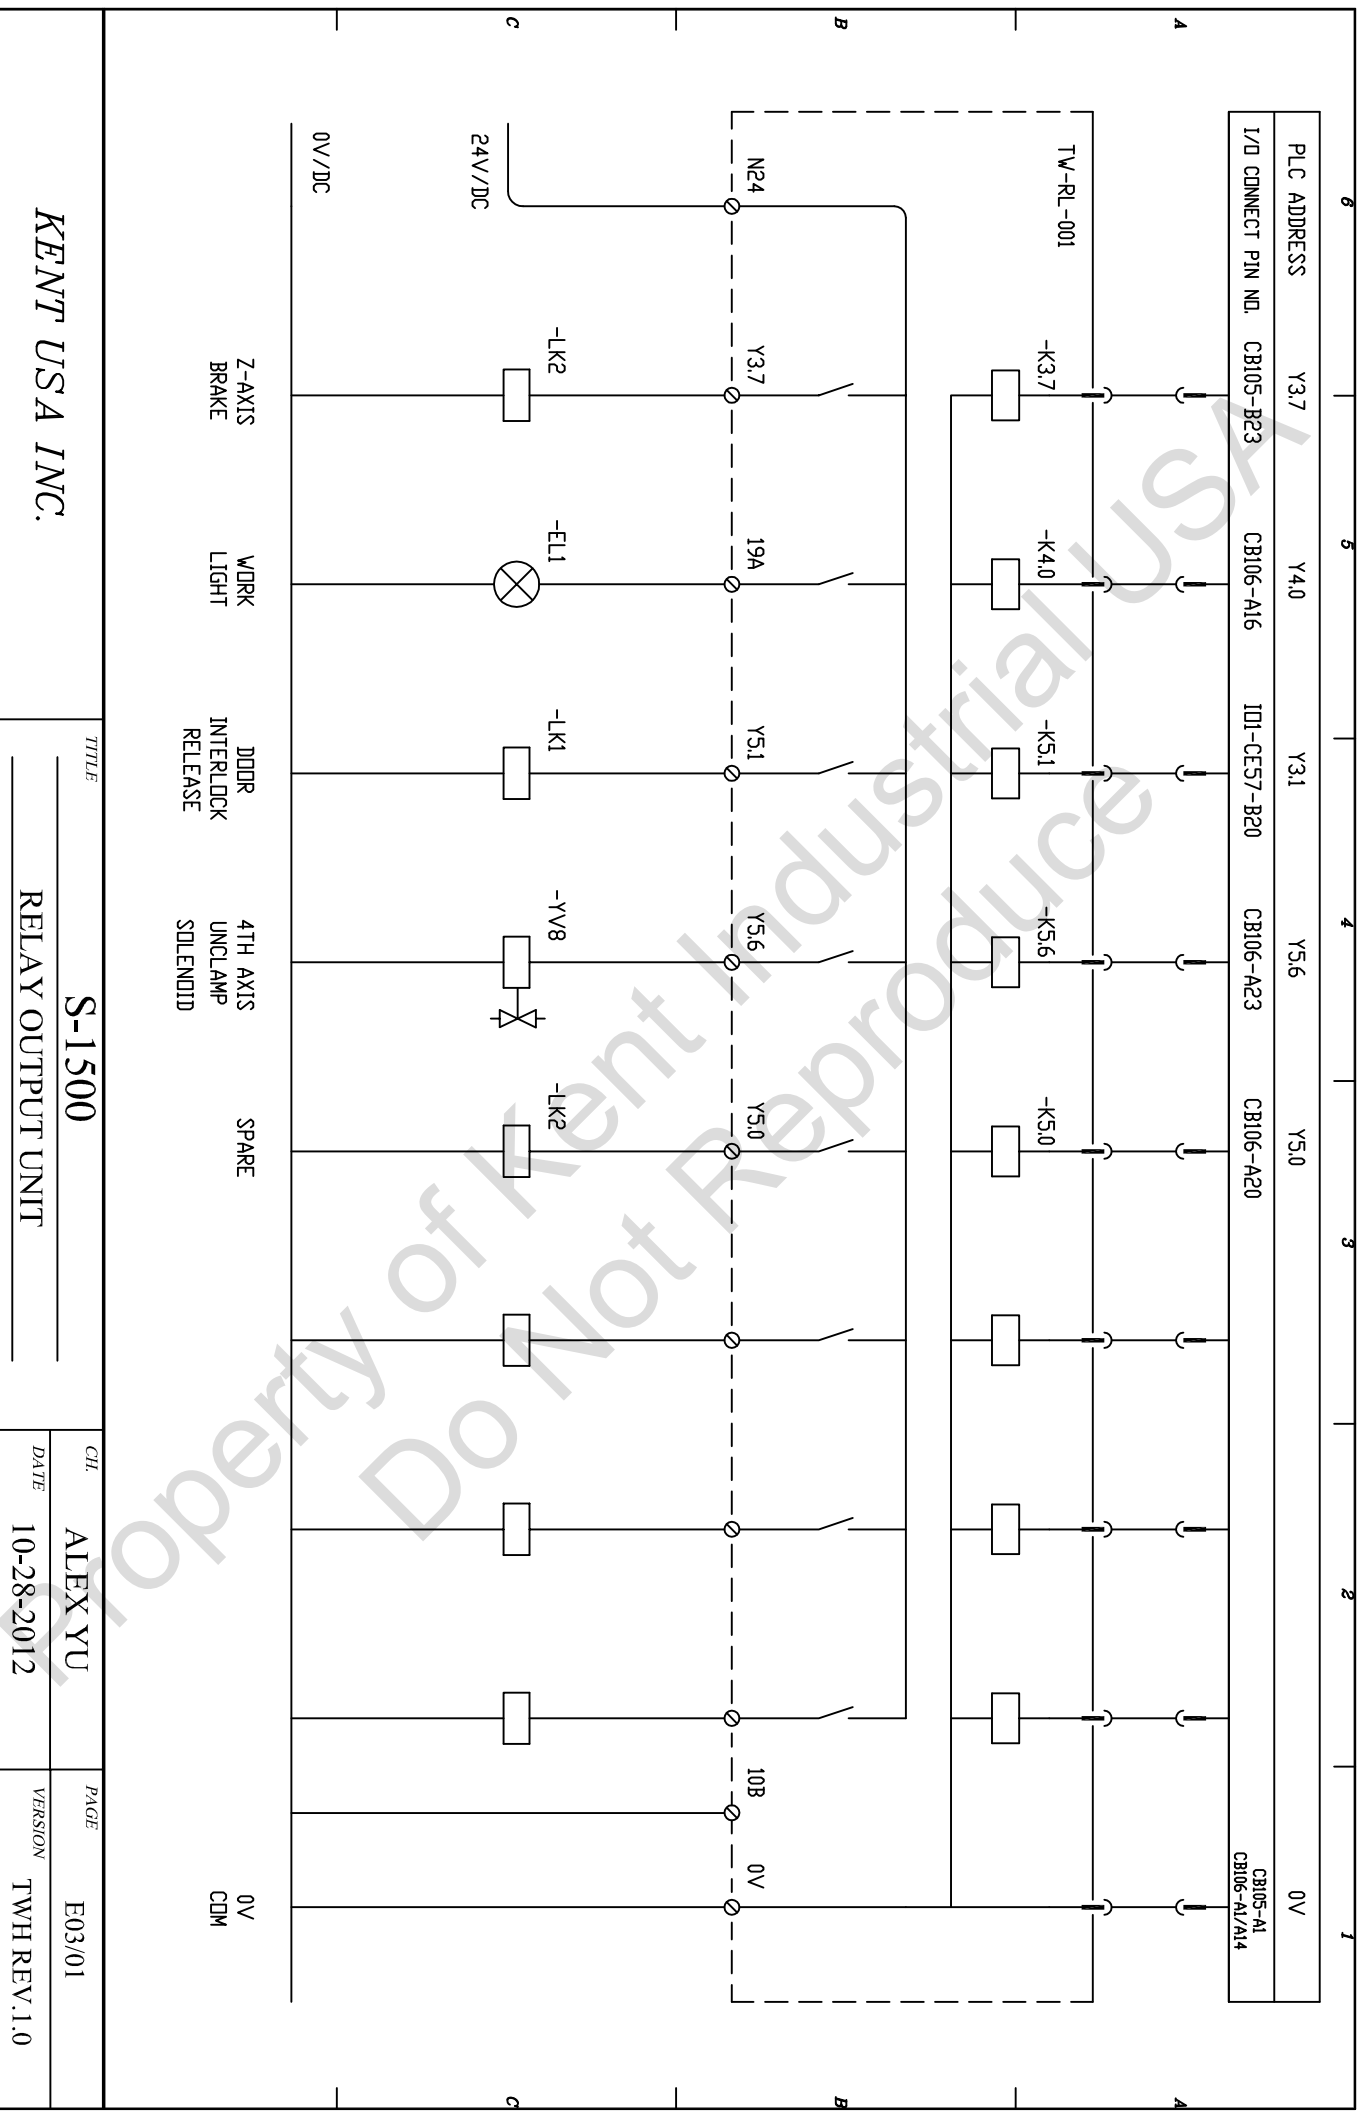 6
5
4
3
2
1
A
A
B
B
C
C
PLC ADDRESS Y3.7 Y4.0 Y3.1 Y5.6 Y5.0 0V
I/O CONNECT PIN NO. CB105-B23 CB106-A16 IO1-CE57-B20 CB106-A23 CB106-A20
CB105-A1
CB106-A1/A14
TW-RL-001
-K3.7 -K4.0 -K5.1 -K5.6 -K5.0
N24 Y3.7 19A Y5.1 Y5.6 Y5.0 10B 0V
24V/DC
-LK2 -EL1 -LK1 -YV8 -LK2
0V/DC
Z-AXIS
BRAKE
WORK
LIGHT
DOOR
INTERLOCK
RELEASE
4TH AXIS
UNCLAMP
SOLENOID
SPARE
0V
COM
Property of Kent Industrial USA
Do Not Reproduce
KENT USA INC.
TITLE
S-1500
RELAY OUTPUT UNIT
CH. ALEX YU
DATE 10-28-2012
PAGE E03/01
VERSION TWH REV.1.0